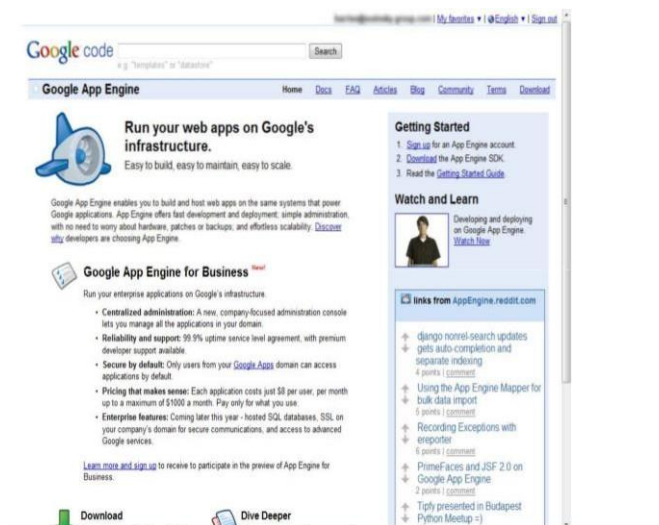 My favorites ▼ | English ▼ | Sign out
Google code
Search
e.g. "templates" or "datastore"
Google App Engine
Home Docs FAQ Articles Blog Community Terms Download
Run your web apps on Google's
infrastructure.
Easy to build, easy to maintain, easy to scale.
Google App Engine enables you to build and host web apps on the same systems that power
Google applications. App Engine offers fast development and deployment; simple administration,
with no need to worry about hardware, patches or backups; and effortless scalability. Discover
why developers are choosing App Engine.
Google App Engine for Business New!
Run your enterprise applications on Google's infrastructure.
• Centralized administration: A new, company-focused administration console
lets you manage all the applications in your domain.
• Reliability and support: 99.9% uptime service level agreement, with premium
developer support available.
• Secure by default: Only users from your Google Apps domain can access
applications by default.
• Pricing that makes sense: Each application costs just $8 per user, per month
up to a maximum of $1000 a month. Pay only for what you use.
• Enterprise features: Coming later this year - hosted SQL databases, SSL on
your company's domain for secure communications, and access to advanced
Google services.
Learn more and sign up to receive to participate in the preview of App Engine for
Business.
Download
Dive Deeper
Getting Started
1. Sign up for an App Engine account.
2. Download the App Engine SDK.
3. Read the Getting Started Guide.
Watch and Learn
Developing and deploying
on Google App Engine.
Watch Now
links from AppEngine.reddit.com
django nonrel-search updates
gets auto-completion and
separate indexing
4 points | comment
Using the App Engine Mapper for
bulk data import
6 points | comment
Recording Exceptions with
ereporter
6 points | comment
PrimeFaces and JSF 2.0 on
Google App Engine
2 points | comment
Tipfy presented in Budapest
Python Meetup =)